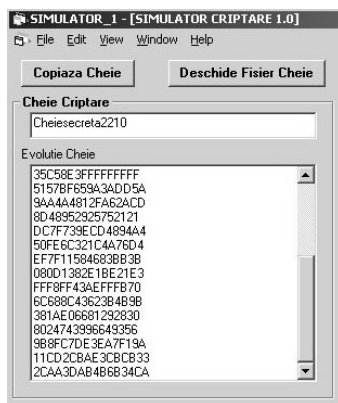 SIMULATOR_1 - [SIMULATOR CRIPTARE 1.0]
File Edit View Window Help
Copiaza Cheie Deschide Fisier Cheie
Cheie Criptare
Cheiesecreta2210
Evolutie Cheie
35C58E3FFFFFFFFF
5157BF659A3ADD5A
9AA4A4812FA62ACD
8D48952925752121
DC7F739ECD4894A4
50FE6C321C4A76D4
EF7F11584683BB3B
080D1382E1BE21E3
FFF8FF43AEFFFB70
6C688C43623B4B9B
381AE06681292830
8024743996649356
9B8FC7DE3EA7F19A
11CD2CBAE3CBCB33
2CAA3DAB4B6B34CA